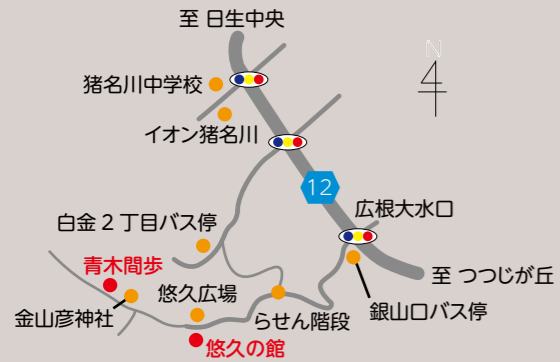 至 日生中央
N
猪名川中学校
イオン猪名川
12
広根大水口
白金2丁目バス停
青木間歩
至 つつじが丘
悠久広場
金山彦神社
らせん階段
銀山口バス停
悠久の館